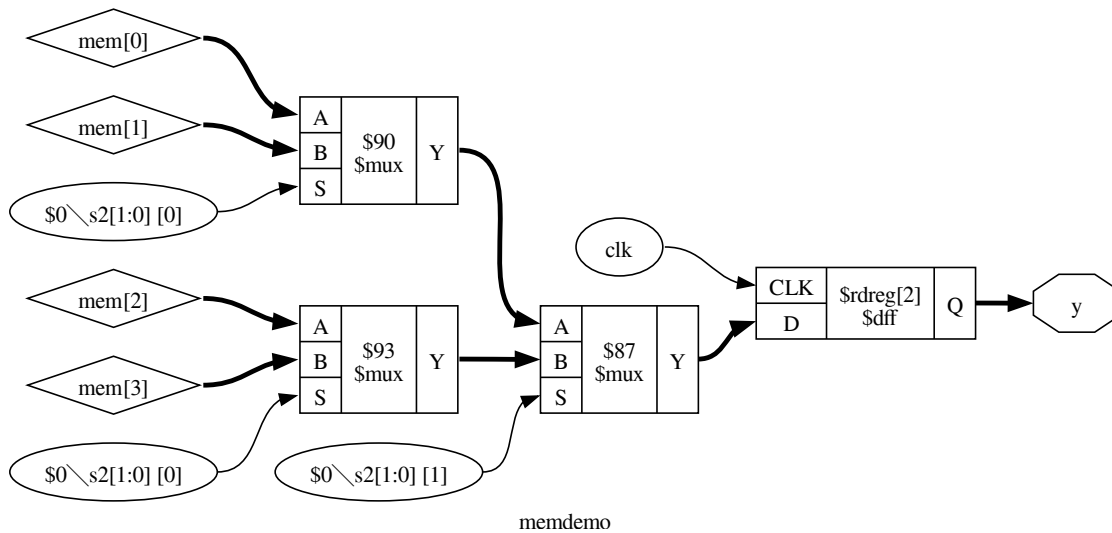 mem[0]
mem[1]
$0\s2[1:0] [0]
A
B
S
$90
$mux
Y
mem[2]
mem[3]
$0\s2[1:0] [0]
A
B
S
$93
$mux
Y
$0\s2[1:0] [1]
A
B
S
$87
$mux
Y
clk
CLK
D
$rdreg[2]
$dff
Q
y
memdemo